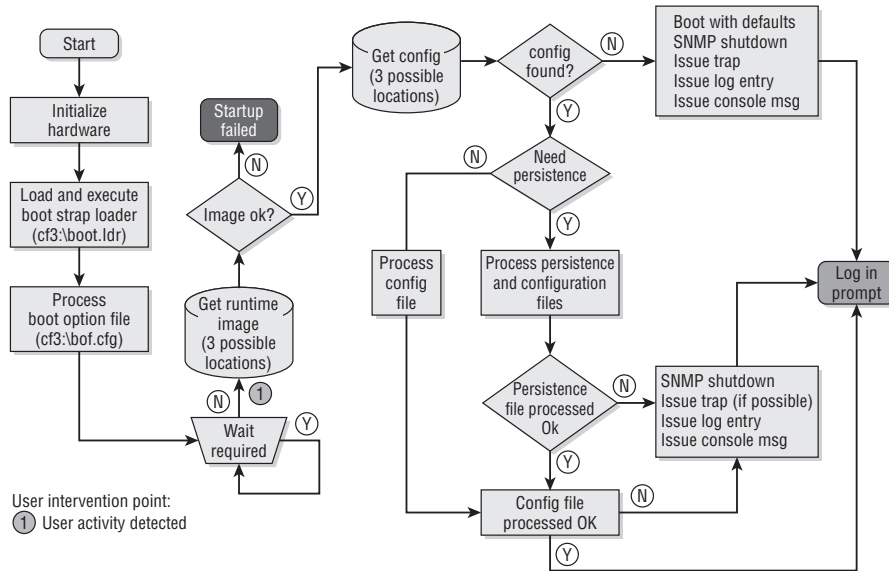 Start
Initialize
hardware
Load and execute
boot strap loader
(cf3:\boot.ldr)
Process
boot option file
(cf3:\bof.cfg)
Wait
required
N
1
Y
Get runtime
image
(3 possible
locations)
Image ok?
N
Y
Startup
failed
Get config
(3 possible
locations)
config
found?
N
Y
Boot with defaults
SNMP shutdown
Issue trap
Issue log entry
Issue console msg
Need
persistence
N
Y
Process
config
file
Process persistence
and configuration
files
Persistence
file processed
Ok
N
Y
SNMP shutdown
Issue trap (if possible)
Issue log entry
Issue console msg
Config file
processed OK
N
Y
Log in
prompt
User intervention point:
1 User activity detected